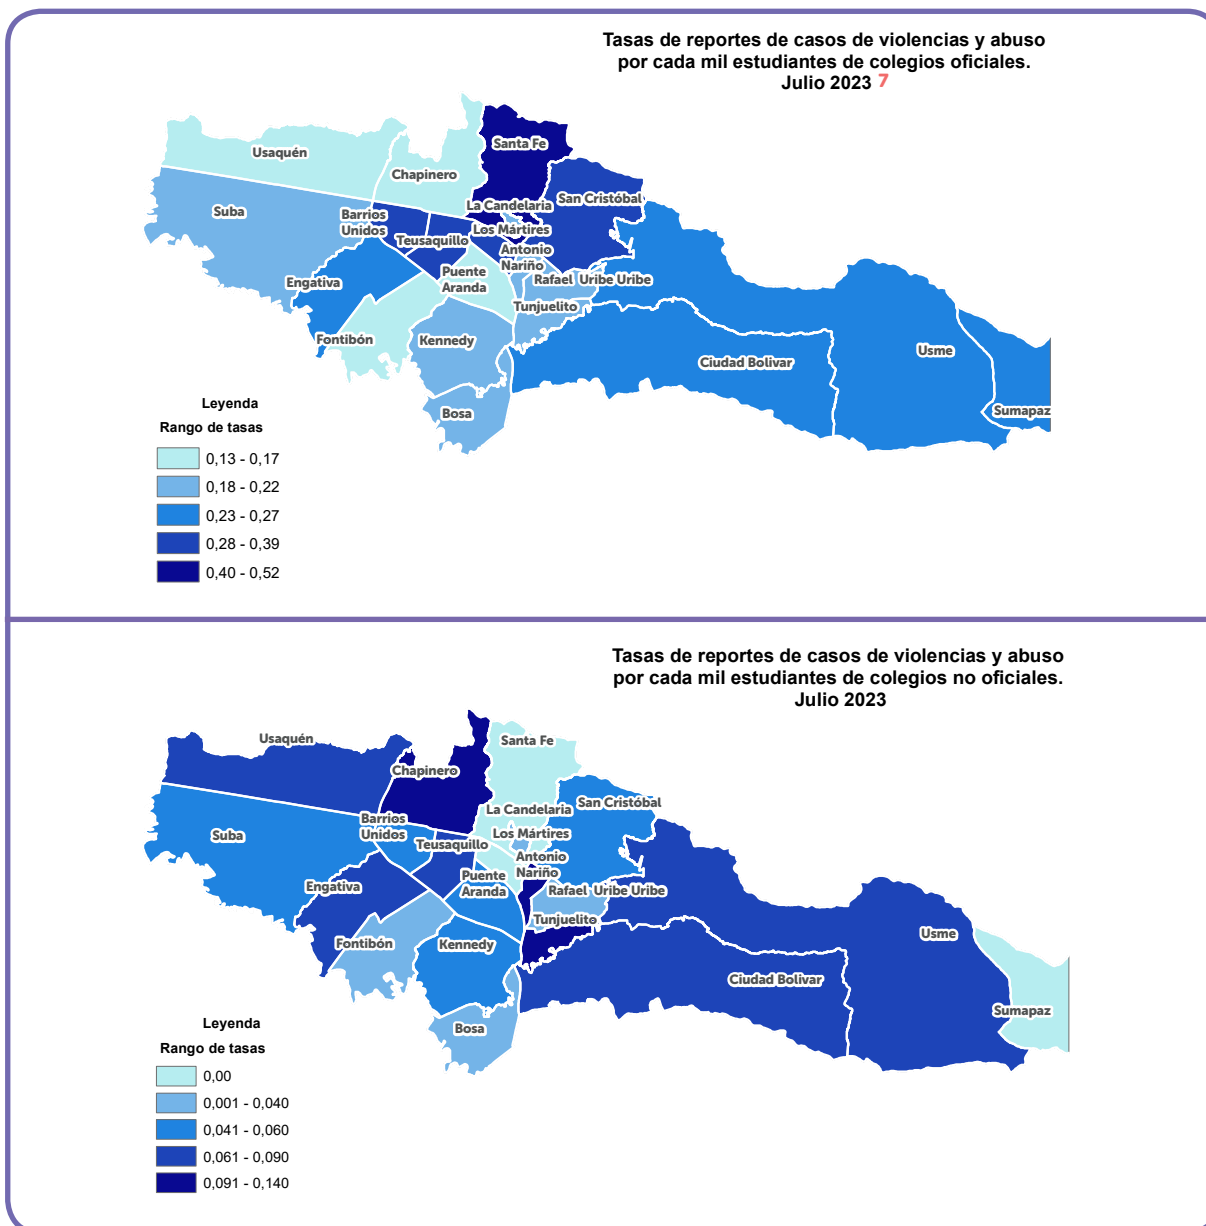 Tasas de reportes de casos de violencias y abuso
por cada mil estudiantes de colegios oficiales.
Julio 2023 7
Usaquén
Santa Fe
Chapinero
San Cristóbal
La Candelaria
Suba
Barrios
Unidos
Los Mártires
Teusaquillo
Antonio
Nariño
Puente
Aranda
Engativa
Rafael Uribe Uribe
Tunjuelito
Fontibón
Kennedy
Usme
Ciudad Bolivar
Bosa
Sumapaz
Leyenda
Rango de tasas
0,13 - 0,17
0,18 - 0,22
0,23 - 0,27
0,28 - 0,39
0,40 - 0,52
Tasas de reportes de casos de violencias y abuso
por cada mil estudiantes de colegios no oficiales.
Julio 2023
Usaquén
Santa Fe
Chapinero
San Cristóbal
La Candelaria
Barrios
Unidos
Suba
Los Mártires
Teusaquillo
Antonio
Nariño
Puente
Aranda
Engativa
Rafael Uribe Uribe
Tunjuelito
Fontibón
Kennedy
Usme
Ciudad Bolivar
Sumapaz
Bosa
Leyenda
Rango de tasas
0,00
0,001 - 0,040
0,041 - 0,060
0,061 - 0,090
0,091 - 0,140